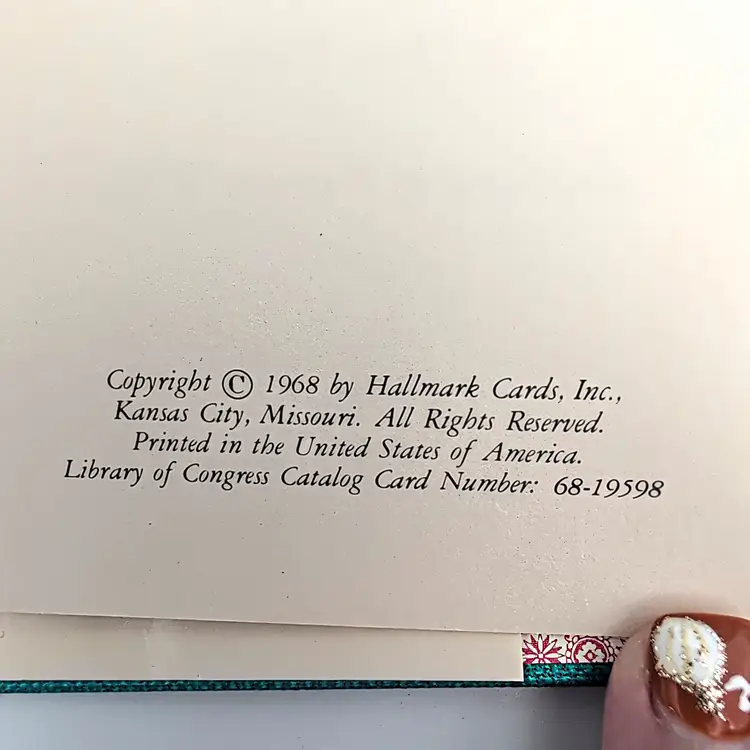 Copyright © 1968 by Hallmark Cards, Inc.,
Kansas City, Missouri. All Rights Reserved.
Printed in the United States of America.
Library of Congress Catalog Card Number: 68-19598